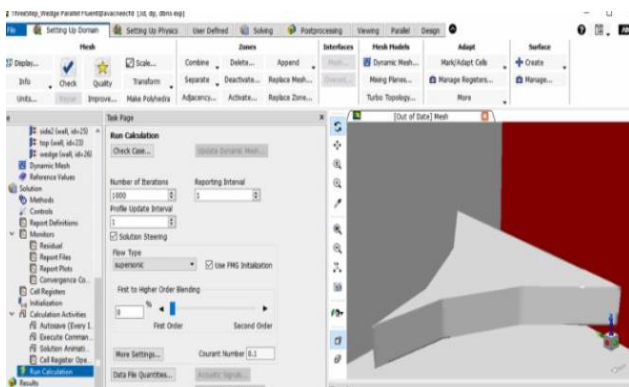 ThreeStep_Wedge Parallel Fluent@pavacheecfd [3d, dp, dbns exp]
File Setting Up Domain Setting Up Physics User Defined Solving Postprocessing Viewing Parallel Design
Mesh Zones Interfaces Mesh Models Adapt Surface
Display... Scale... Combine Delete... Append Mesh... Dynamic Mesh... Mark/Adapt Cells Create
Info Check Quality Transform Separate Deactivate... Replace Mesh... Overset... Mixing Planes... Manage Registers... Manage...
Units... Repair Improve... Make Polyhedra Adjacency... Activate... Replace Zone... Turbo Topology... More
Task Page
[Out of Date] Mesh
side2 (wall, id=25)
top (wall, id=23)
wedge (wall, id=26)
Dynamic Mesh
Reference Values
Solution
Methods
Controls
Report Definitions
Monitors
Residual
Report Files
Report Plots
Convergence Co...
Cell Registers
Initialization
Calculation Activities
Autosave (Every 1...
Execute Comman...
Solution Animati...
Cell Register Ope...
Run Calculation
Results
Run Calculation
Check Case... Update Dynamic Mesh...
Number of Iterations Reporting Interval
1000 1
Profile Update Interval
1
Solution Steering
Flow Type
supersonic Use FMG Initialization
First to Higher Order Blending
0 %
First Order Second Order
More Settings... Courant Number 0.1
Data File Quantities... Acoustic Signals...